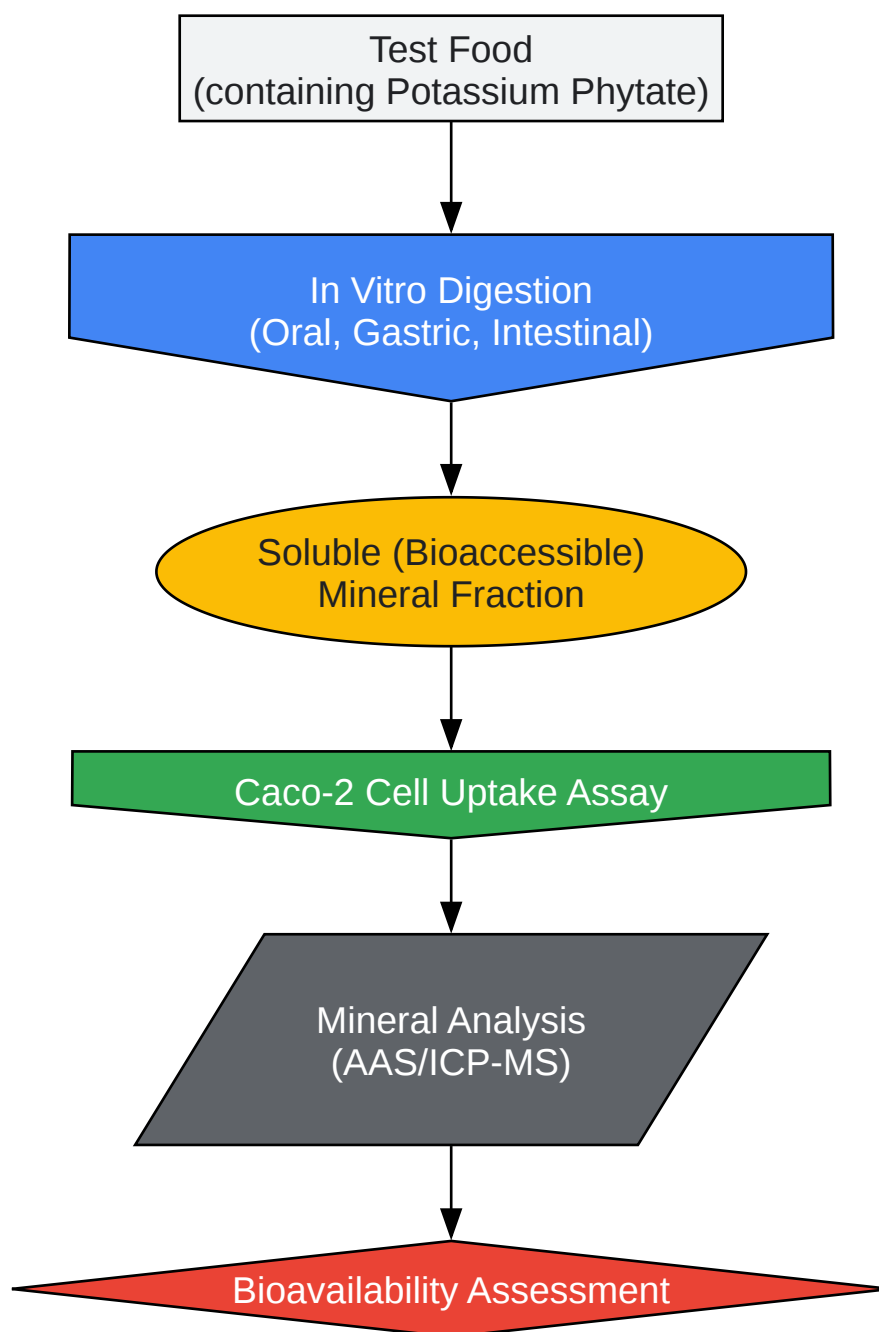 Test Food
(containing Potassium Phytate)
In Vitro Digestion
(Oral, Gastric, Intestinal)
Soluble (Bioaccessible)
Mineral Fraction
Caco-2 Cell Uptake Assay
Mineral Analysis
(AAS/ICP-MS)
Bioavailability Assessment